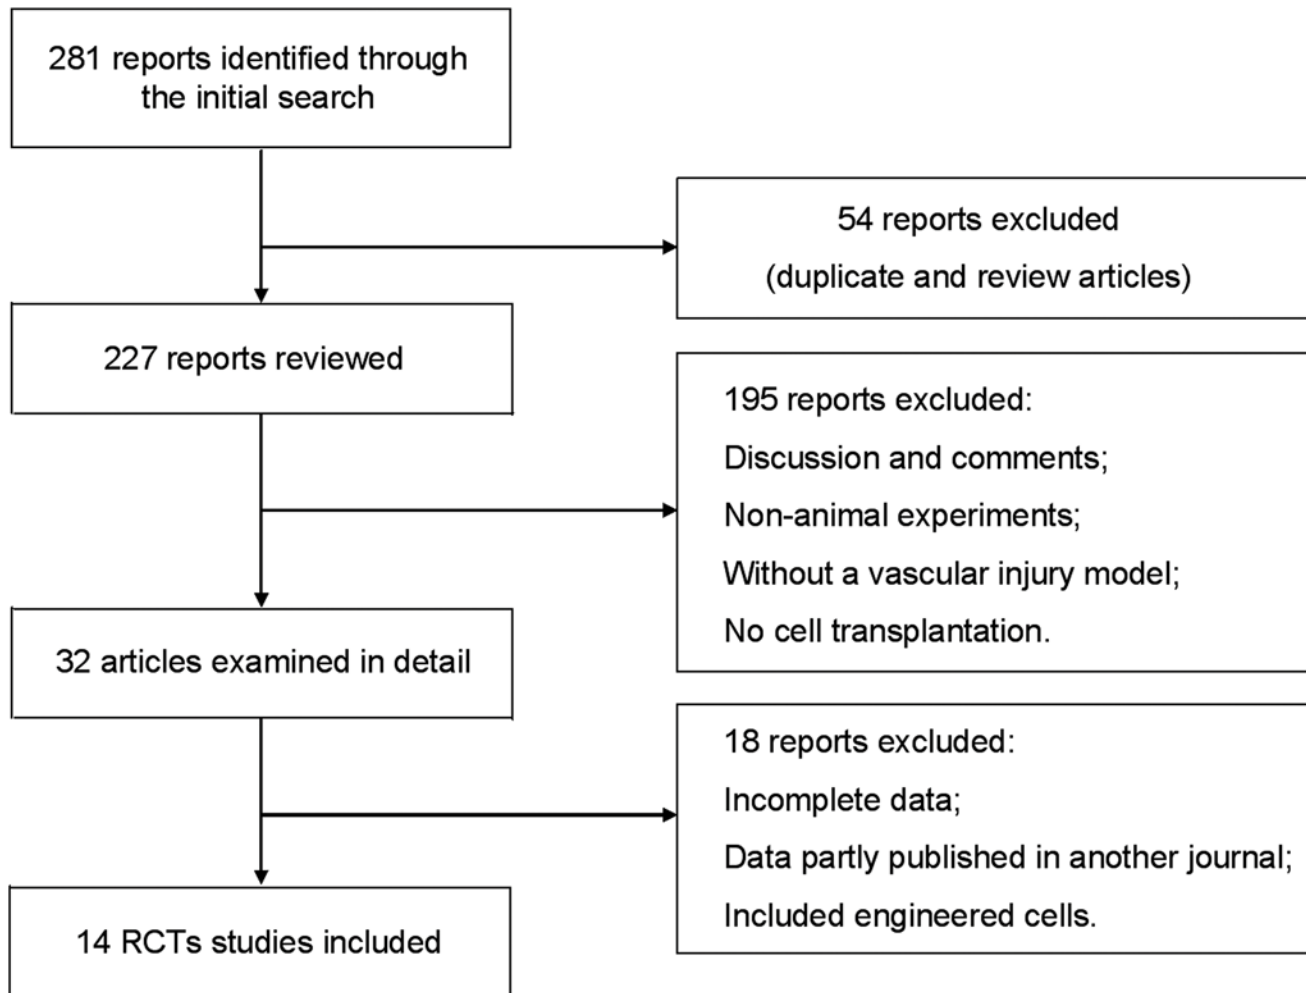 281 reports identified through
the initial search
54 reports excluded
(duplicate and review articles)
227 reports reviewed
195 reports excluded:
Discussion and comments;
Non-animal experiments;
Without a vascular injury model;
No cell transplantation.
32 articles examined in detail
18 reports excluded:
Incomplete data;
Data partly published in another journal;
Included engineered cells.
14 RCTs studies included